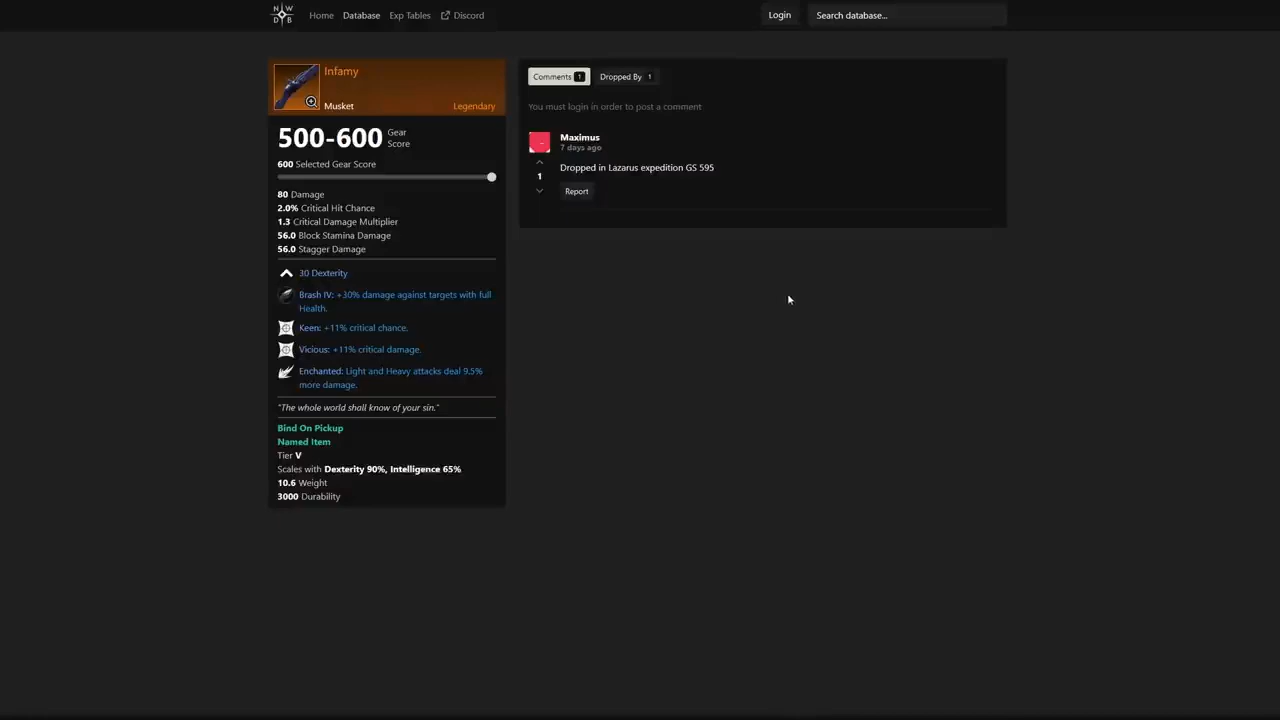 NW
DB
Home
Database
Exp Tables
Discord
Login
Search database...
Infamy
Musket
Legendary
500-600 Gear Score
600 Selected Gear Score
80 Damage
2.0% Critical Hit Chance
1.3 Critical Damage Multiplier
56.0 Block Stamina Damage
56.0 Stagger Damage
30 Dexterity
Brash IV: +30% damage against targets with full
Health.
Keen: +11% critical chance.
Vicious: +11% critical damage.
Enchanted: Light and Heavy attacks deal 9.5%
more damage.
"The whole world shall know of your sin."
Bind On Pickup
Named Item
Tier V
Scales with Dexterity 90%, Intelligence 65%
10.6 Weight
3000 Durability
Comments 1
Dropped By 1
You must login in order to post a comment
Maximus
7 days ago
Dropped in Lazarus expedition GS 595
1
Report